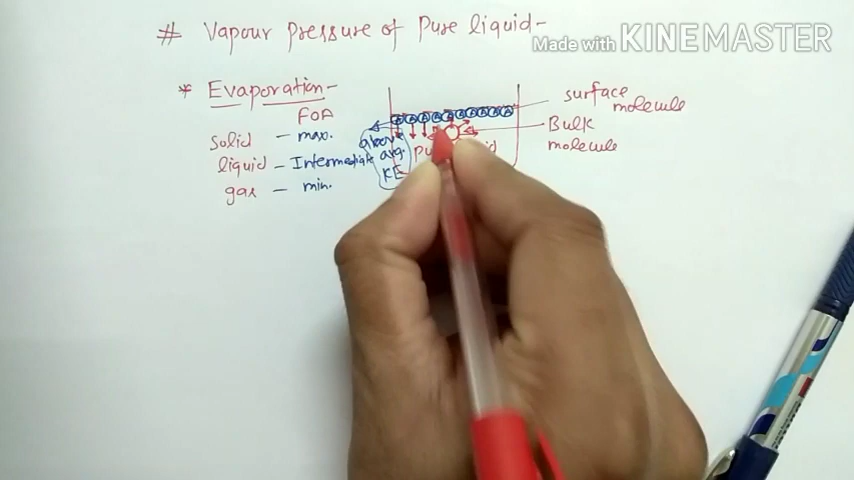 # Vapour Pressure of Pure liquid-
Made with KINEMASTER
* Evaporation-
FOA
solid - max.
liquid - Intermediate
gas - min.
above
avg.
KE
surface
molecule
Bulk
molecule